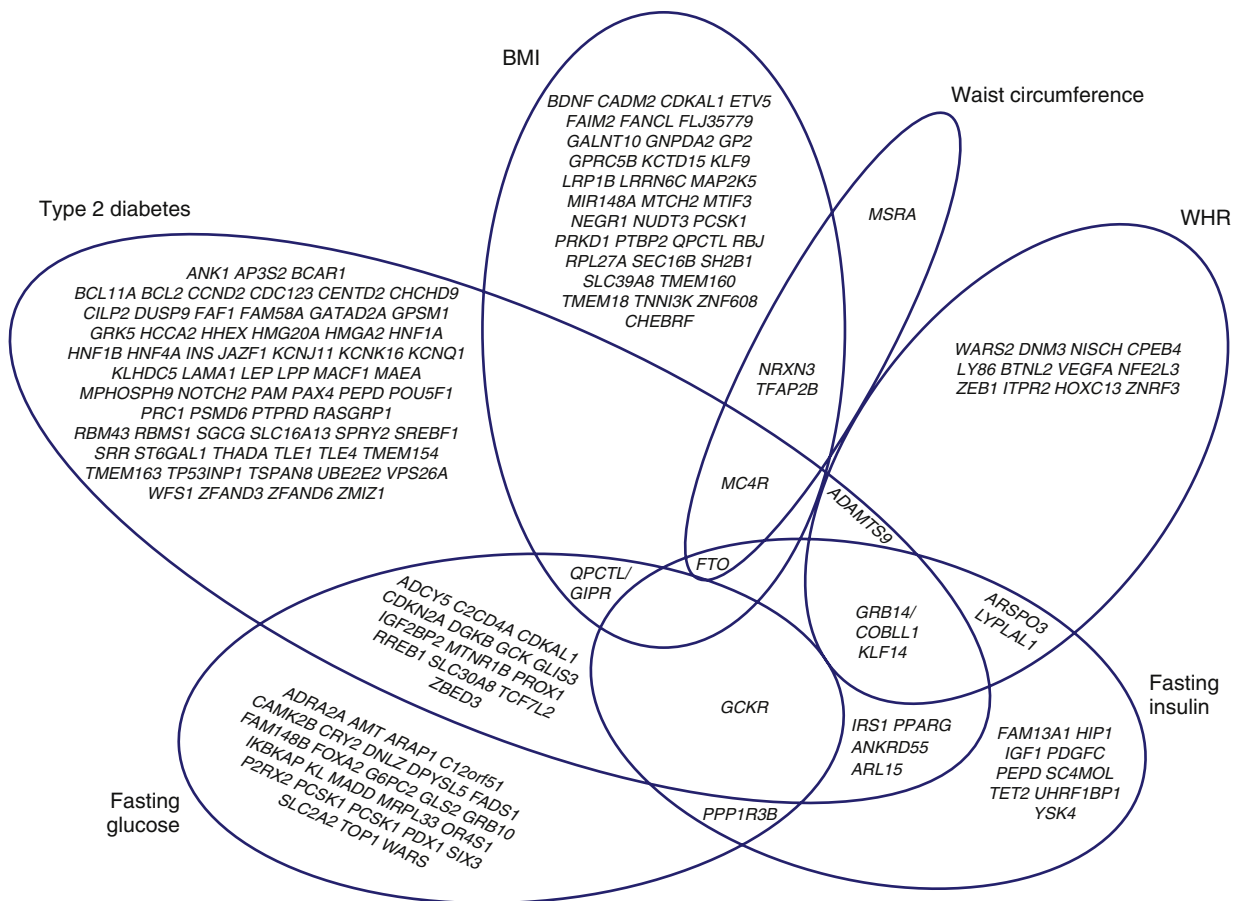 BMI
BDNF CADM2 CDKAL1 ETV5
FAIM2 FANCL FLJ35779
GALNT10 GNPDA2 GP2
GPRC5B KCTD15 KLF9
LRP1B LRRN6C MAP2K5
MIR148A MTCH2 MTIF3
NEGR1 NUDT3 PCSK1
PRKD1 PTBP2 QPCTL RBJ
RPL27A SEC16B SH2B1
SLC39A8 TMEM160
TMEM18 TNNI3K ZNF608
CHEBRF
Waist circumference
MSRA
NRXN3
TFAP2B
MC4R
FTO
WHR
WARS2 DNM3 NISCH CPEB4
LY86 BTNL2 VEGFA NFE2L3
ZEB1 ITPR2 HOXC13 ZNRF3
Type 2 diabetes
ANK1 AP3S2 BCAR1
BCL11A BCL2 CCND2 CDC123 CENTD2 CHCHD9
CILP2 DUSP9 FAF1 FAM58A GATAD2A GPSM1
GRK5 HCCA2 HHEX HMG20A HMGA2 HNF1A
HNF1B HNF4A INS JAZF1 KCNJ11 KCNK16 KCNQ1
KLHDC5 LAMA1 LEP LPP MACF1 MAEA
MPHOSPH9 NOTCH2 PAM PAX4 PEPD POU5F1
PRC1 PSMD6 PTPRD RASGRP1
RBM43 RBMS1 SGCG SLC16A13 SPRY2 SREBF1
SRR ST6GAL1 THADA TLE1 TLE4 TMEM154
TMEM163 TP53INP1 TSPAN8 UBE2E2 VPS26A
WFS1 ZFAND3 ZFAND6 ZMIZ1
ADAMTS9
QPCTL/
GIPR
ADCY5 C2CD4A CDKAL1
CDKN2A DGKB GCK GLIS3
IGF2BP2 MTNR1B PROX1
RREB1 SLC30A8 TCF7L2
ZBED3
GRB14/
COBLL1
KLF14
ARSPO3
LYPLAL1
GCKR
IRS1 PPARG
ANKRD55
ARL15
Fasting
insulin
FAM13A1 HIP1
IGF1 PDGFC
PEPD SC4MOL
TET2 UHRF1BP1
YSK4
PPP1R3B
Fasting
glucose
ADRA2A AMT ARAP1 C12orf51
CAMK2B CRY2 DNLZ DPYSL5 FADS1
FAM148B FOXA2 G6PC2 GLS2 GRB10
IKBKAP KL MADD MRPL33 OR4S1
P2RX2 PCSK1 PCSK1 PDX1 SIX3
SLC2A2 TOP1 WARS